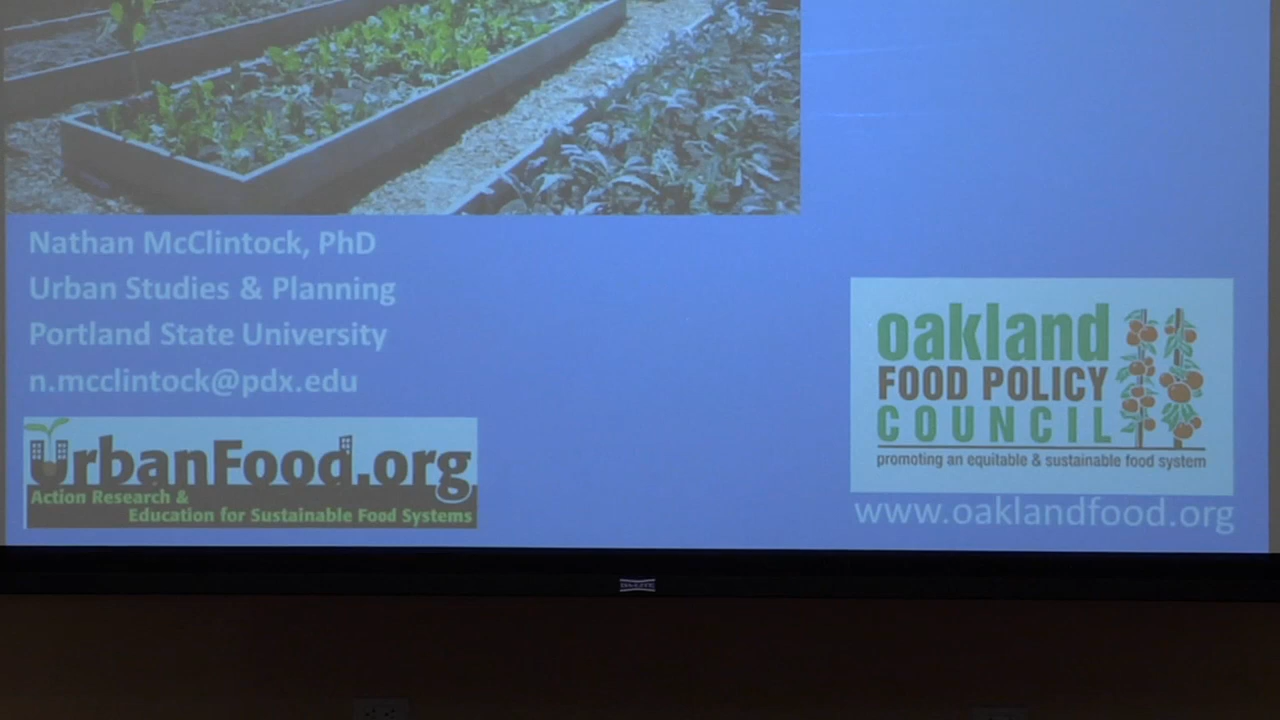 Nathan McClintock, PhD
Urban Studies & Planning
Portland State University
n.mcclintock@pdx.edu
UrbanFood.org
Action Research &
Education for Sustainable Food Systems
oakland
FOOD POLICY
COUNCIL
promoting an equitable & sustainable food system
www.oaklandfood.org